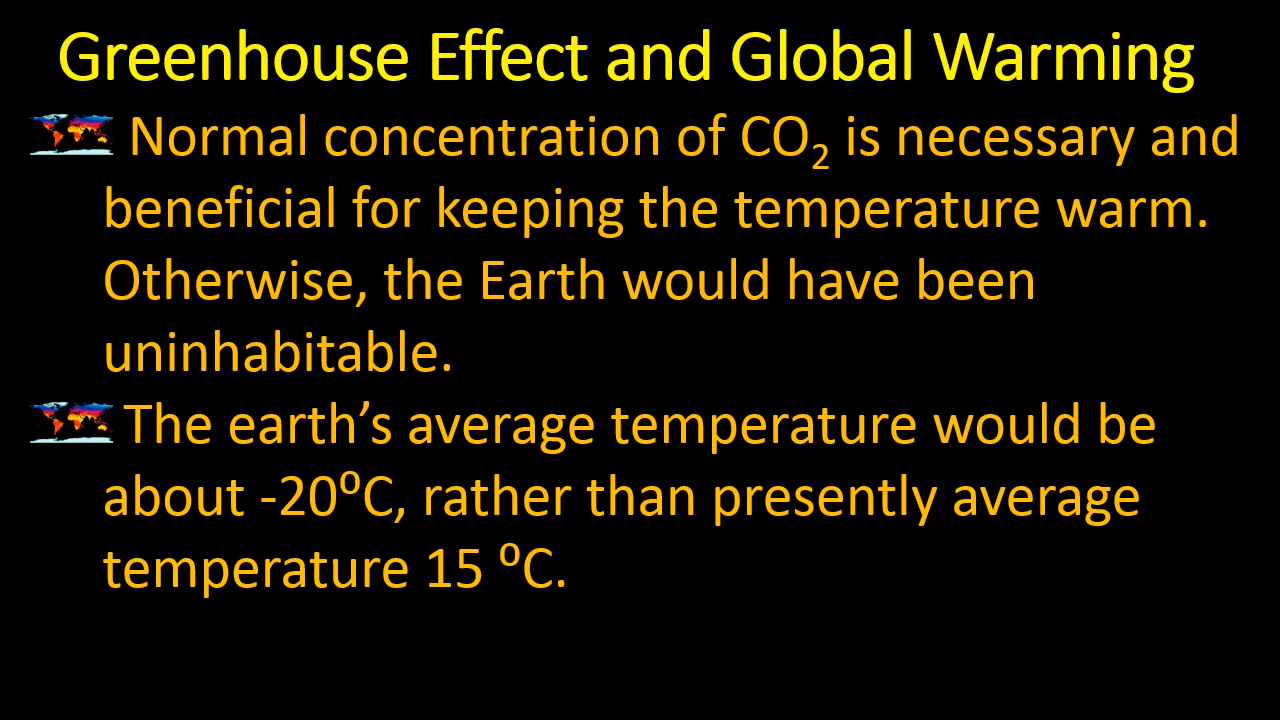 Greenhouse Effect and Global Warming
Normal concentration of CO₂ is necessary and
beneficial for keeping the temperature warm.
Otherwise, the Earth would have been
uninhabitable.
The earth’s average temperature would be
about -20⁰C, rather than presently average
temperature 15 ⁰C.